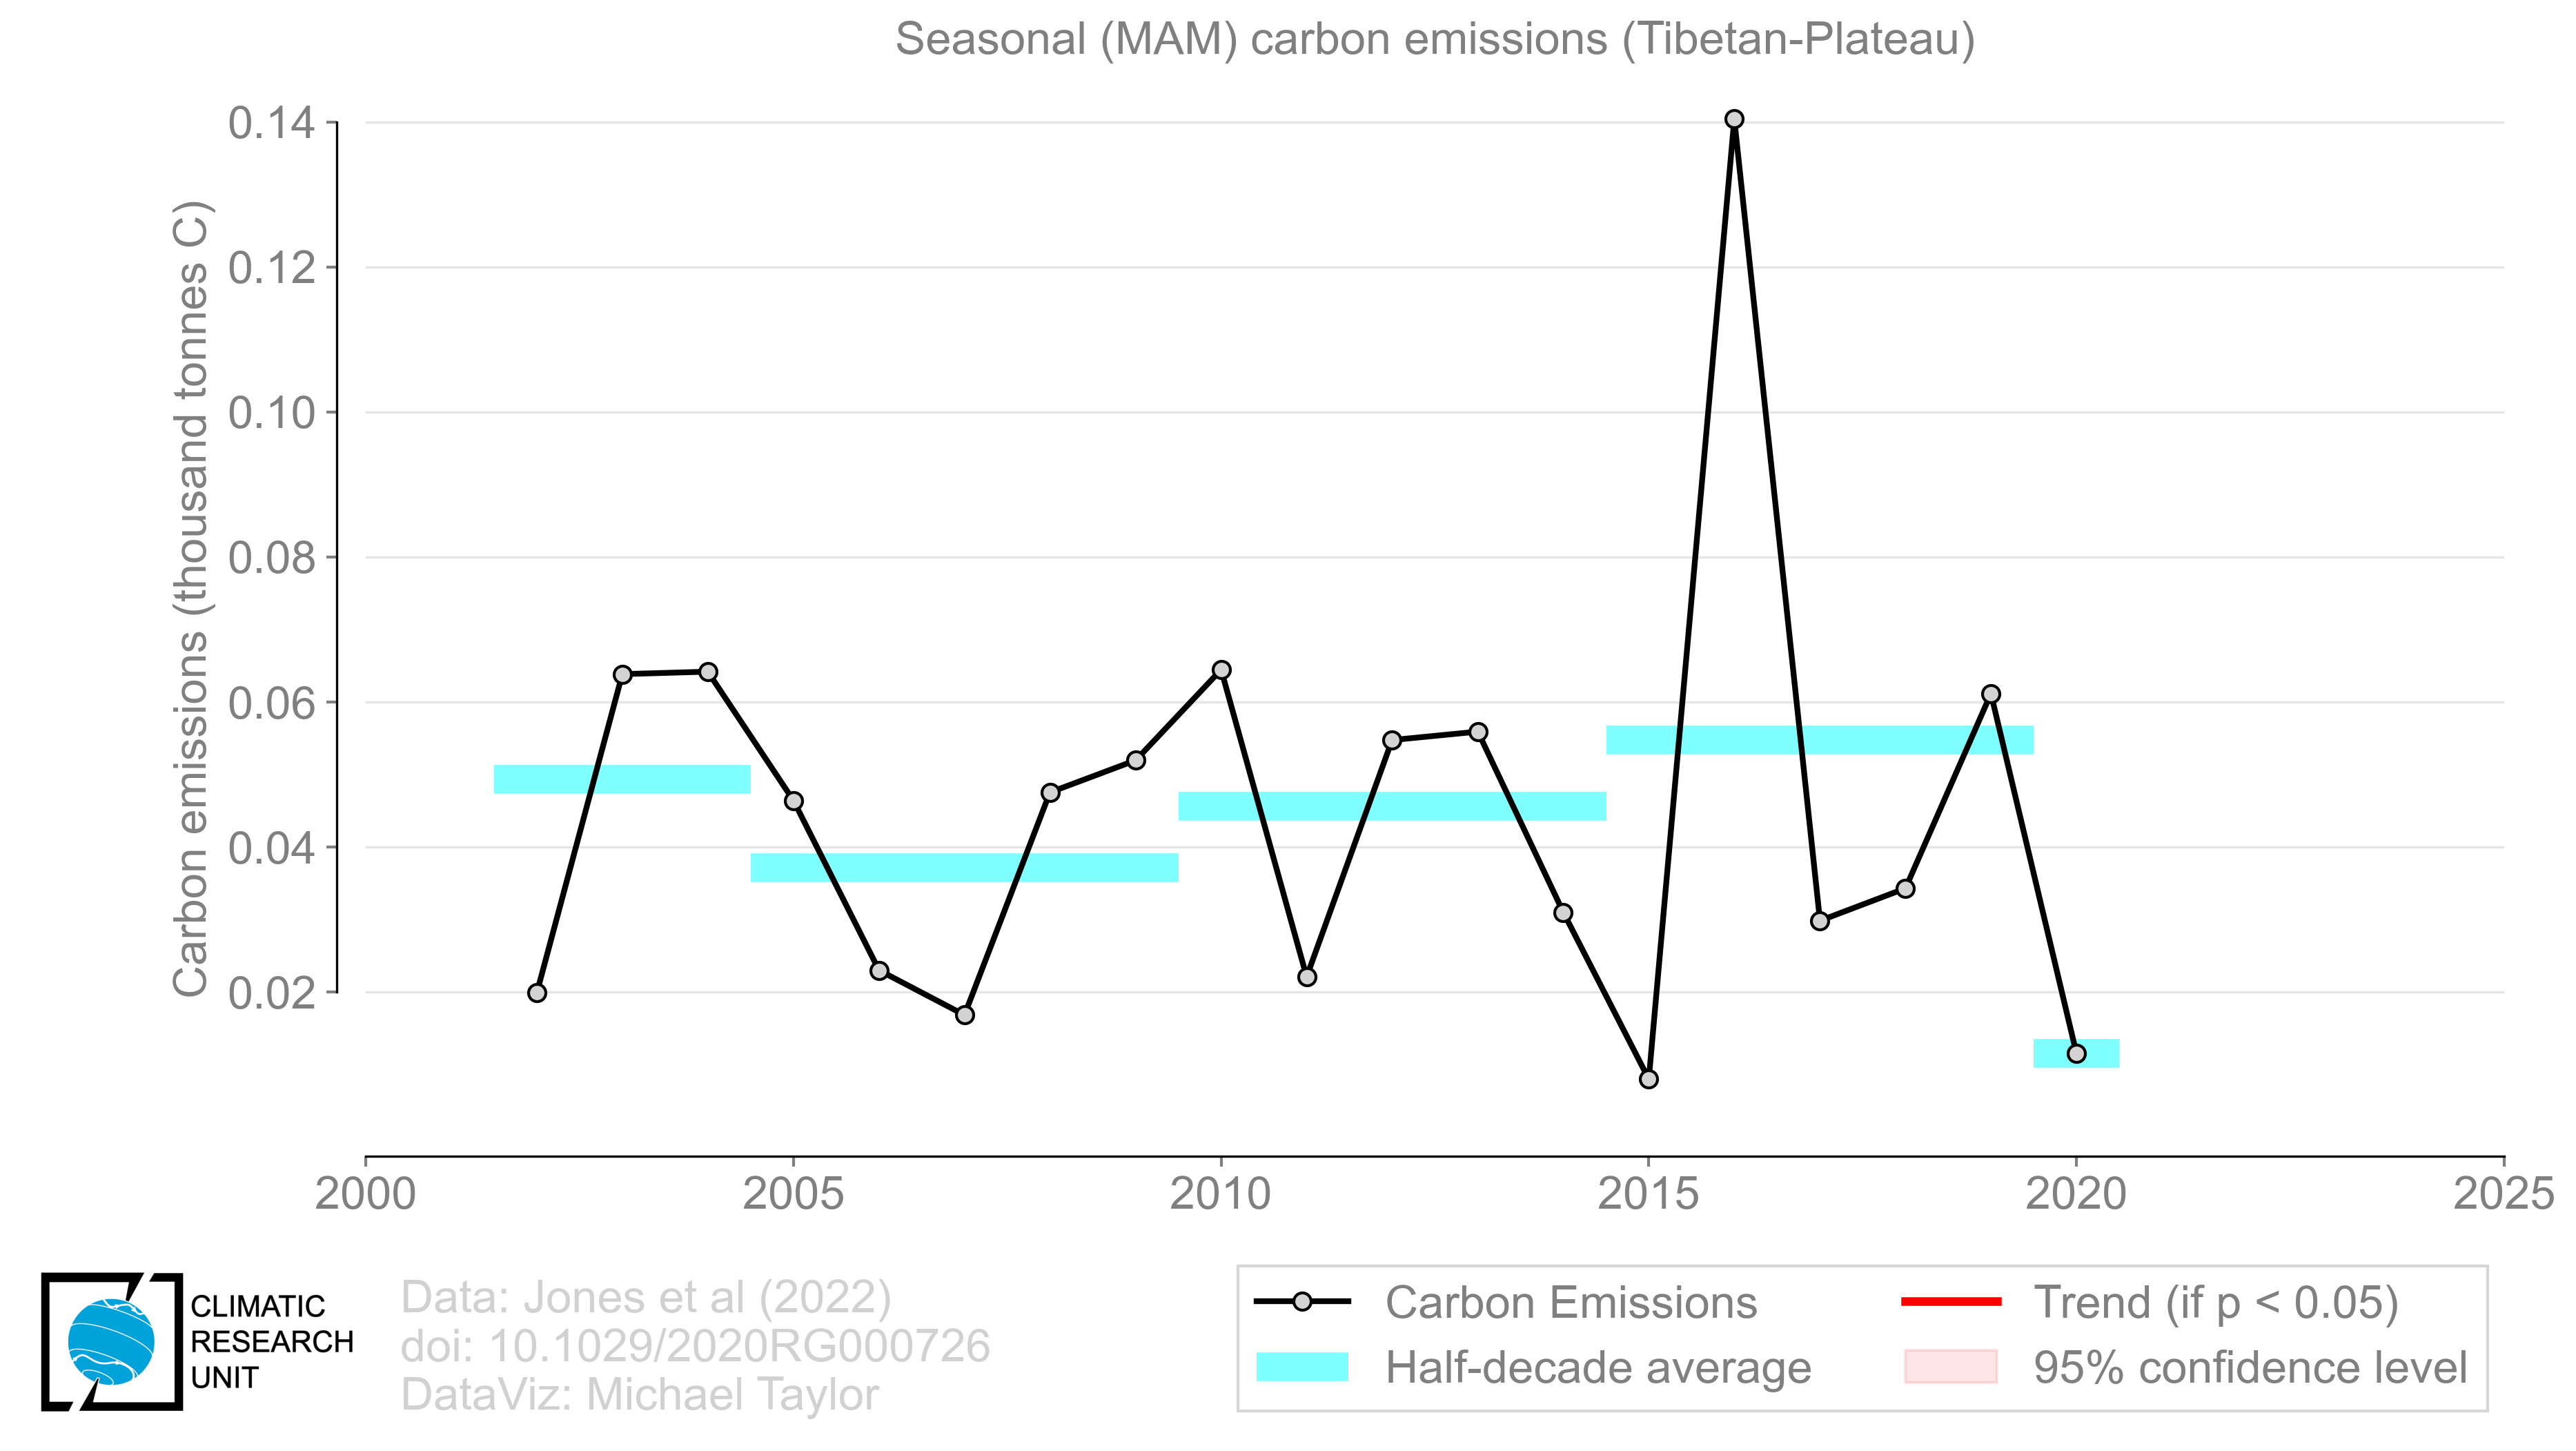 Seasonal (MAM) carbon emissions (Tibetan-Plateau)
Carbon emissions (thousand tonnes C)
0.14
0.12
0.10
0.08
0.06
0.04
0.02
2000 2005 2010 2015 2020 2025
CLIMATIC
RESEARCH
UNIT
Data: Jones et al (2022)
doi: 10.1029/2020RG000726
DataViz: Michael Taylor
Carbon Emissions
Half-decade average
Trend (if p < 0.05)
95% confidence level